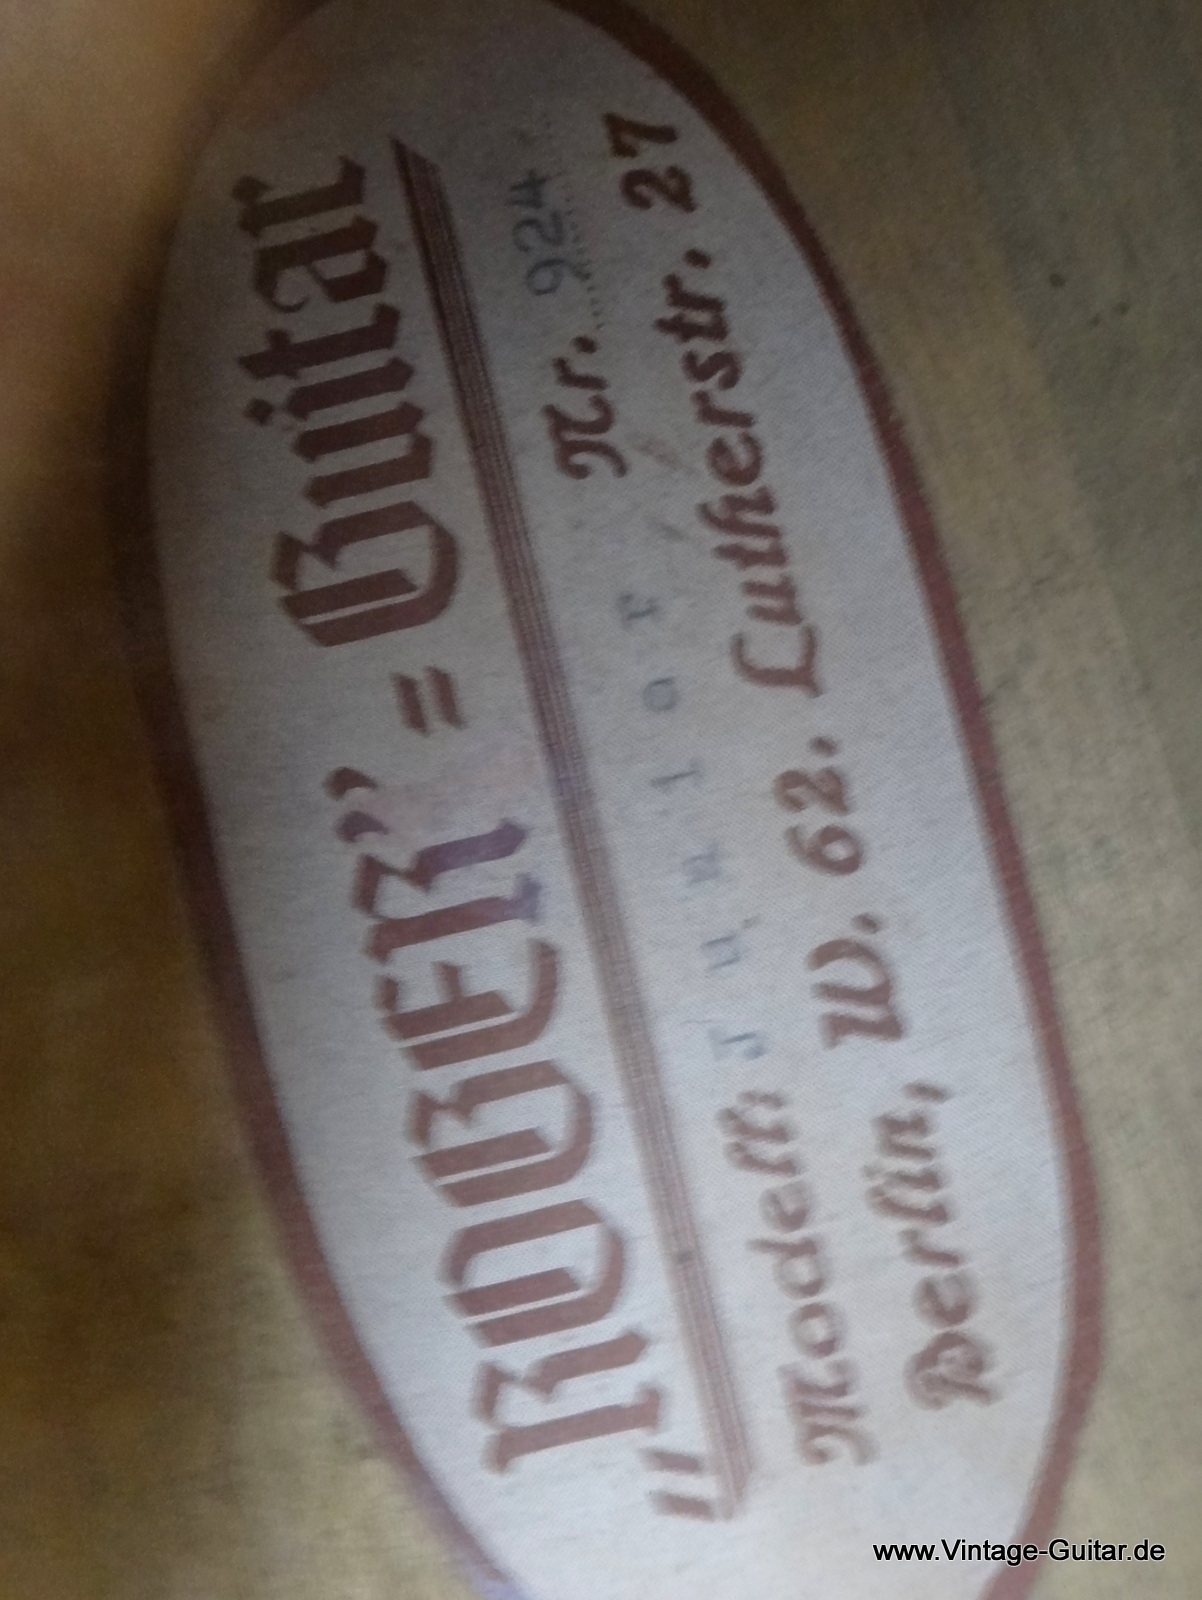 "ROGER" = Guitar
Modell: Junior Nr. 924
Berlin, W. 62. Lutherstr. 27
www.Vintage-Guitar.de